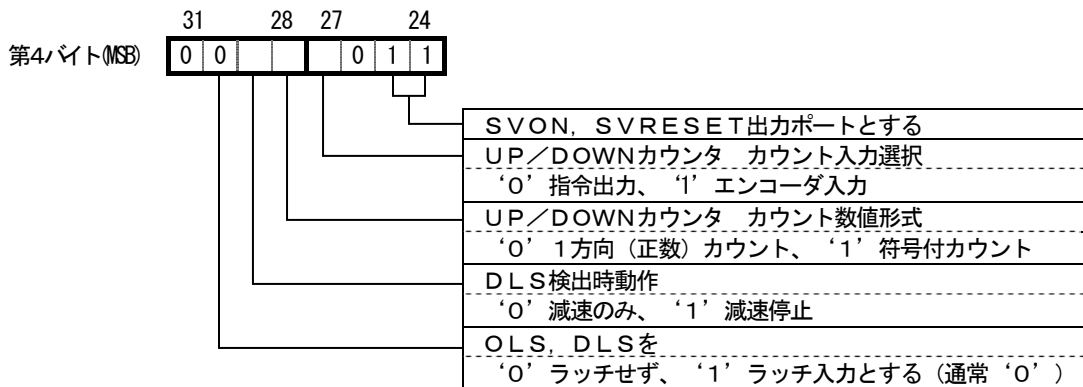 31 28 27 24
第4バイト(MSB) 0 0 0 1 1
SVON, SVRESET出力ポートとする
UP／DOWNカウンタ カウント入力選択
‘0’指令出力、‘1’エンコーダ入力
UP／DOWNカウンタ カウント数値形式
‘0’1方向（正数）カウント、‘1’符号付カウント
DLS検出時動作
‘0’減速のみ、‘1’減速停止
OLS, DLSを
‘0’ラッチせず、‘1’ラッチ入力とする（通常‘0’）